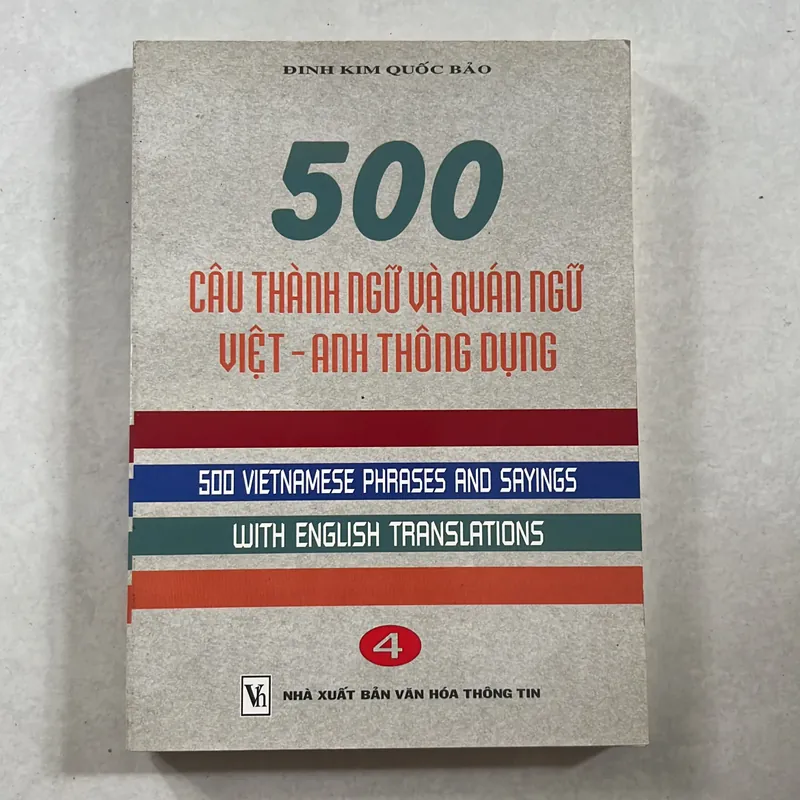 ĐINH KIM QUỐC BẢO
500
CÂU THÀNH NGỮ VÀ QUÁN NGỮ
VIỆT - ANH THÔNG DỤNG
500 VIETNAMESE PHRASES AND SAYINGS
WITH ENGLISH TRANSLATIONS
4
Vh NHÀ XUẤT BẢN VĂN HÓA THÔNG TIN